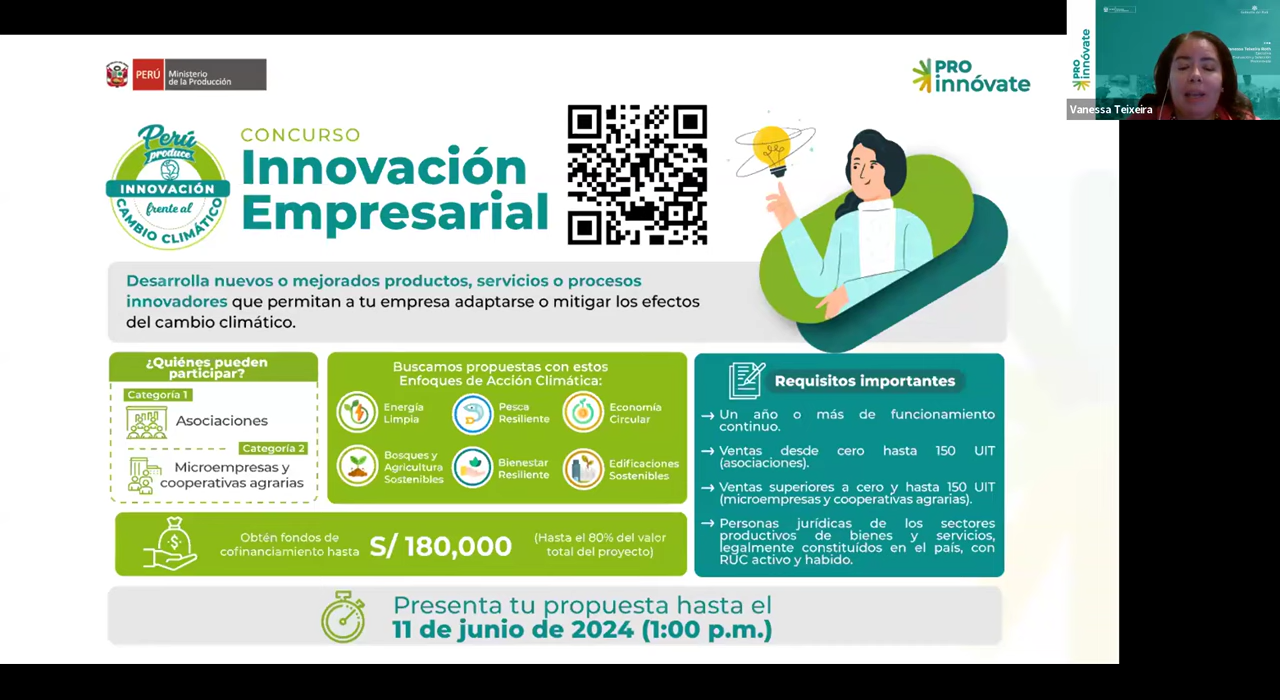 PERÚ
Ministerio
de la Producción
PRO
innóvate
PRO
innóvate
Vanessa Teixeira
Perú
produce
INNOVACIÓN
frente al
CAMBIO CLIMÁTICO
CONCURSO
Innovación
Empresarial
Desarrolla nuevos o mejorados productos, servicios o procesos
innovadores que permitan a tu empresa adaptarse o mitigar los efectos
del cambio climático.
¿Quiénes pueden
participar?
Categoría 1
Asociaciones
Categoría 2
Microempresas y
cooperativas agrarias
Buscamos propuestas con estos
Enfoques de Acción Climática:
Energía
Limpia
Pesca
Resiliente
Economía
Circular
Bosques y
Agricultura
Sostenibles
Bienestar
Resiliente
Edificaciones
Sostenibles
Requisitos importantes
→ Un año o más de funcionamiento
continuo.
→ Ventas desde cero hasta 150 UIT
(asociaciones).
→ Ventas superiores a cero y hasta 150 UIT
(microempresas y cooperativas agrarias).
→ Personas jurídicas de los sectores
productivos de bienes y servicios,
legalmente constituídos en el país, con
RUC activo y habido.
Obtén fondos de
cofinanciamiento hasta
S/ 180,000
(Hasta el 80% del valor
total del proyecto)
Presenta tu propuesta hasta el
11 de junio de 2024 (1:00 p.m.)